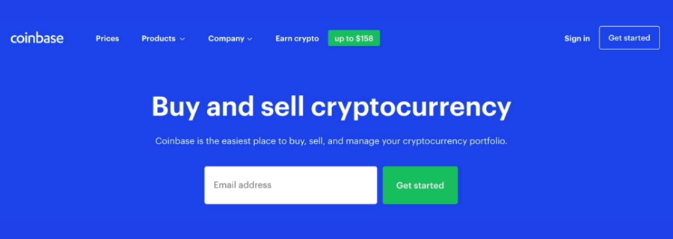 coinbase Prices Products Company Earn crypto up to $158 Sign in Get started
Buy and sell cryptocurrency
Coinbase is the easiest place to buy, sell, and manage your cryptocurrency portfolio.
Email address Get started